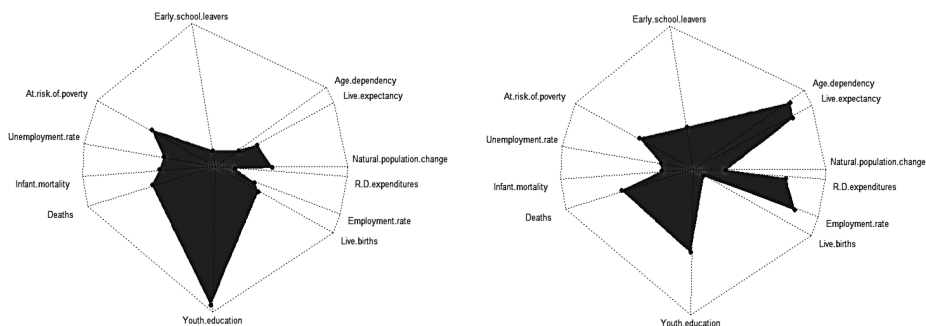 Early.school.leavers
Age.dependency
Live.expectancy
At.risk.of.poverty
Unemployment.rate
Natural.population.change
Infant.mortality
R.D.expenditures
Deaths
Employment.rate
Live.births
Youth.education
Early.school.leavers
Age.dependency
Live.expectancy
At.risk.of.poverty
Unemployment.rate
Natural.population.change
Infant.mortality
R.D.expenditures
Deaths
Employment.rate
Live.births
Youth.education